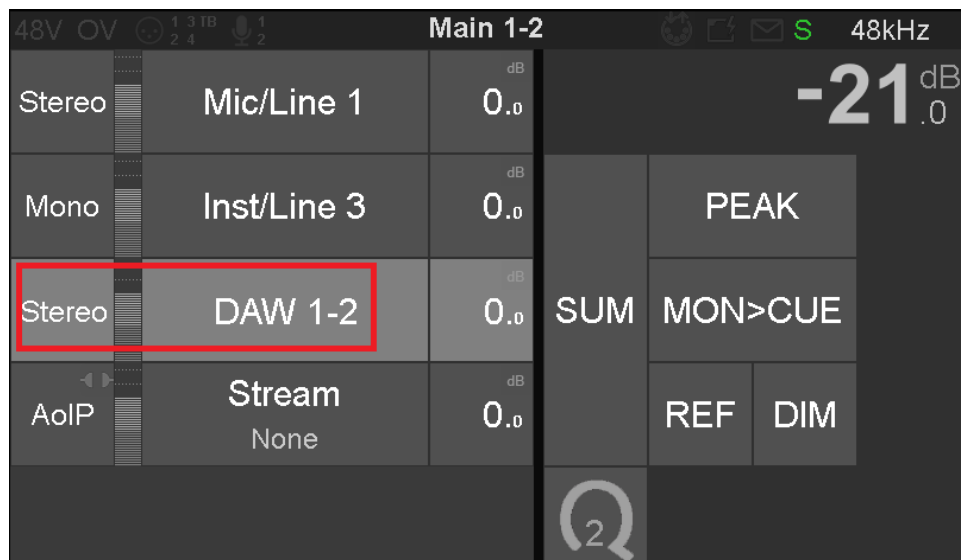 48V OV 1 3 TB 2 4 1 2 Main 1-2 S 48kHz
Stereo Mic/Line 1 dB 0.0
Mono Inst/Line 3 dB 0.0
Stereo DAW 1-2 dB 0.0
AoIP Stream None dB 0.0
-21.0 dB
PEAK
SUM MON>CUE
REF DIM
2